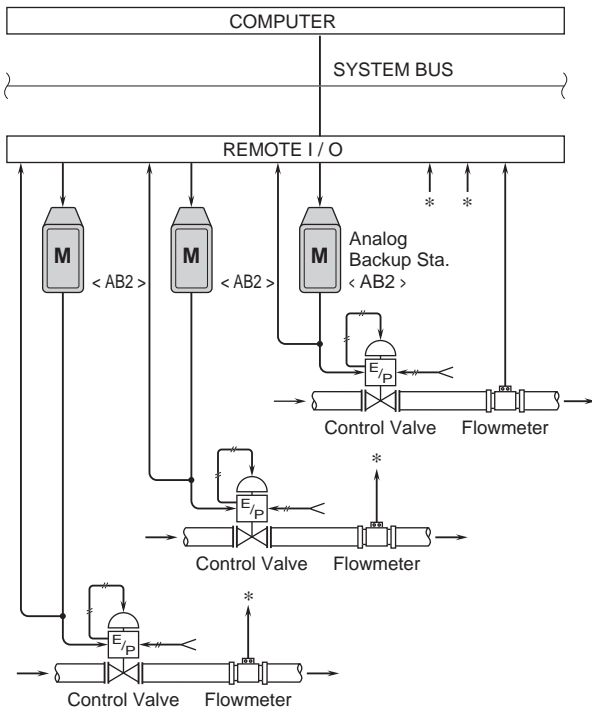 COMPUTER
SYSTEM BUS
REMOTE I / O
* *
M M M Analog
Backup Sta.
< AB2 > < AB2 > < AB2 >
E/P
Control Valve Flowmeter
*
E/P
Control Valve Flowmeter
*
E/P
Control Valve Flowmeter